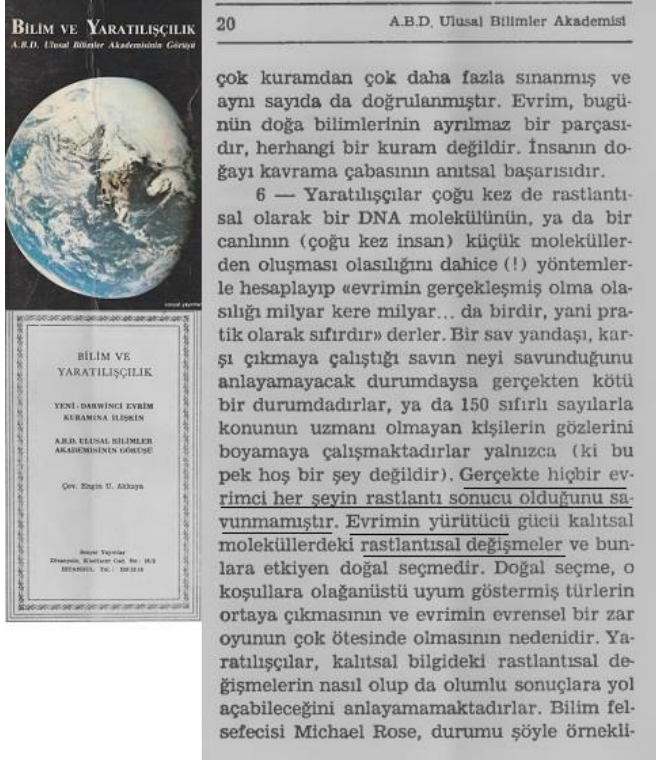 BİLİM VE YARATILIŞÇILIK
A.B.D. Ulusal Bilimler Akademisinin Görüşü
sosyal yayınlar
BİLİM VE
YARATILIŞÇILIK
YENİ-DARWİNCİ EVRİM
KURAMINA İLİŞKİN
A.B.D. ULUSAL BİLİMLER
AKADEMİSİNİN GÖRÜŞÜ
Çev. Engin U. Akkaya
Sosyal Yayınlar
İSTANBUL
20 A.B.D. Ulusal Bilimler Akademisi
çok kuramdan çok daha fazla sınanmış ve
aynı sayıda da doğrulanmıştır. Evrim, bugü-
nün doğa bilimlerinin ayrılmaz bir parçası-
dır, herhangi bir kuram değildir. İnsanın do-
ğayı kavrama çabasının anıtsal başarısıdır.
6 — Yaratılışçılar çoğu kez de rastlantı-
sal olarak bir DNA molekülünün, ya da bir
canlının (çoğu kez insan) küçük moleküller-
den oluşması olasılığını dahice (!) yöntemler-
le hesaplayıp «evrimin gerçekleşmiş olma ola-
sılığı milyar kere milyar... da birdir, yani pra-
tik olarak sıfırdır» derler. Bir sav yandaşı, kar-
şı çıkmaya çalıştığı savın neyi savunduğunu
anlayamayacak durumdaysa gerçekten kötü
bir durumdadırlar, ya da 150 sıfırlı sayılarla
konunun uzmanı olmayan kişilerin gözlerini
boyamaya çalışmaktadırlar yalnızca (ki bu
pek hoş bir şey değildir). Gerçekte hiçbir ev-
rimci her şeyin rastlantı sonucu olduğunu sa-
vunmamıştır. Evrimin yürütücü gücü kalıtsal
moleküllerdeki rastlantısal değişmeler ve bun-
lara etkiyen doğal seçmedir. Doğal seçme, o
koşullara olağanüstü uyum göstermiş türlerin
ortaya çıkmasının ve evrimin evrensel bir zar
oyunun çok ötesinde olmasının nedenidir. Ya-
ratılışçılar, kalıtsal bilgideki rastlantısal de-
ğişmelerin nasıl olup da olumlu sonuçlara yol
açabileceğini anlayamamaktadırlar. Bilim fel-
sefecisi Michael Rose, durumu şöyle örnekli-